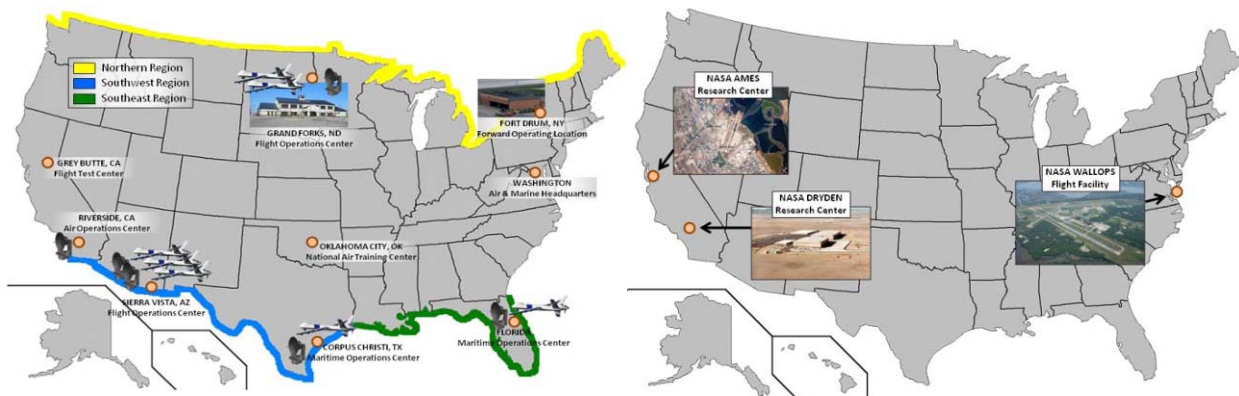 Northern Region
Southwest Region
Southeast Region
GRAND FORKS, ND
Flight Operations Center
FORT DRUM, NY
Forward Operating Location
GREY BUTTE, CA
Flight Test Center
WASHINGTON
Air & Marine Headquarters
RIVERSIDE, CA
Air Operations Center
OKLAHOMA CITY, OK
National Air Training Center
SIERRA VISTA, AZ
Flight Operations Center
FLORIDA
Maritime Operations Center
CORPUS CHRISTI, TX
Maritime Operations Center
NASA AMES
Research Center
NASA WALLOPS
Flight Facility
NASA DRYDEN
Research Center